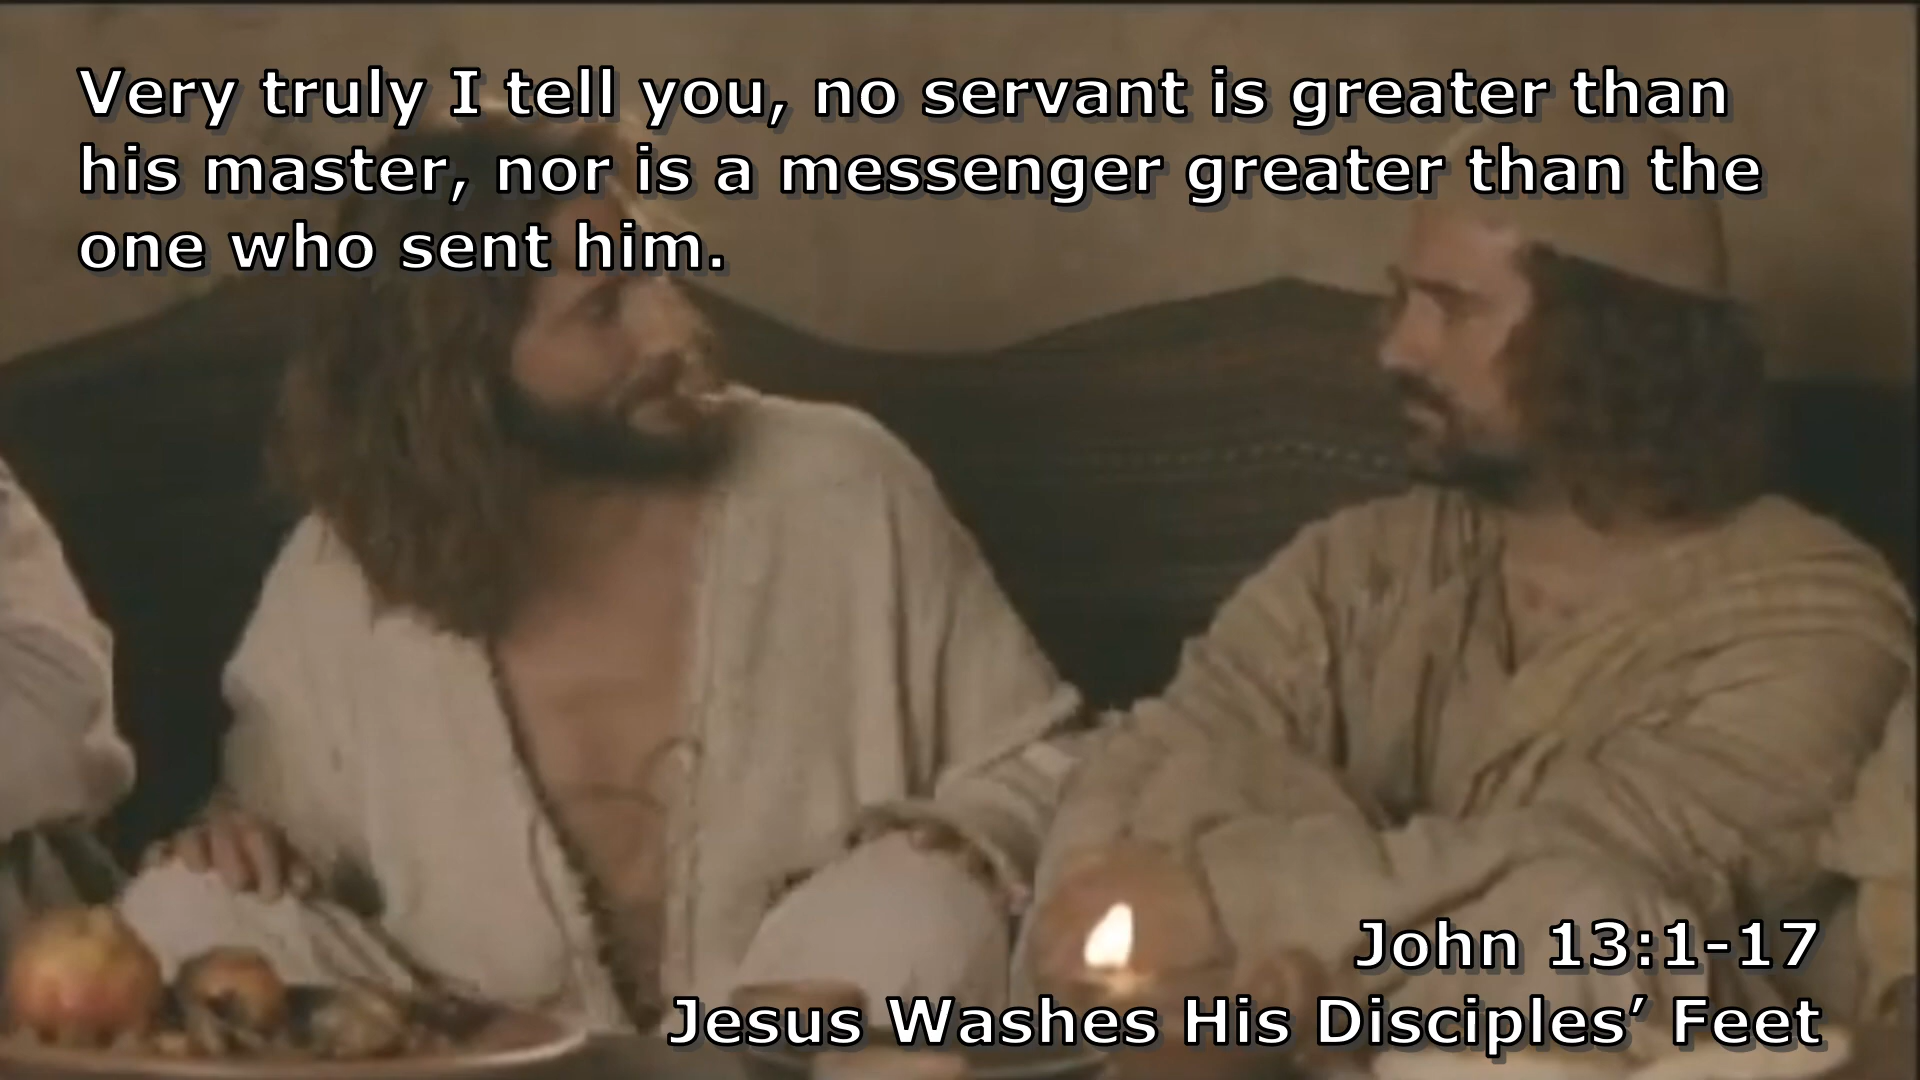 Very truly I tell you, no servant is greater than
his master, nor is a messenger greater than the
one who sent him.
John 13:1-17
Jesus Washes His Disciples’ Feet